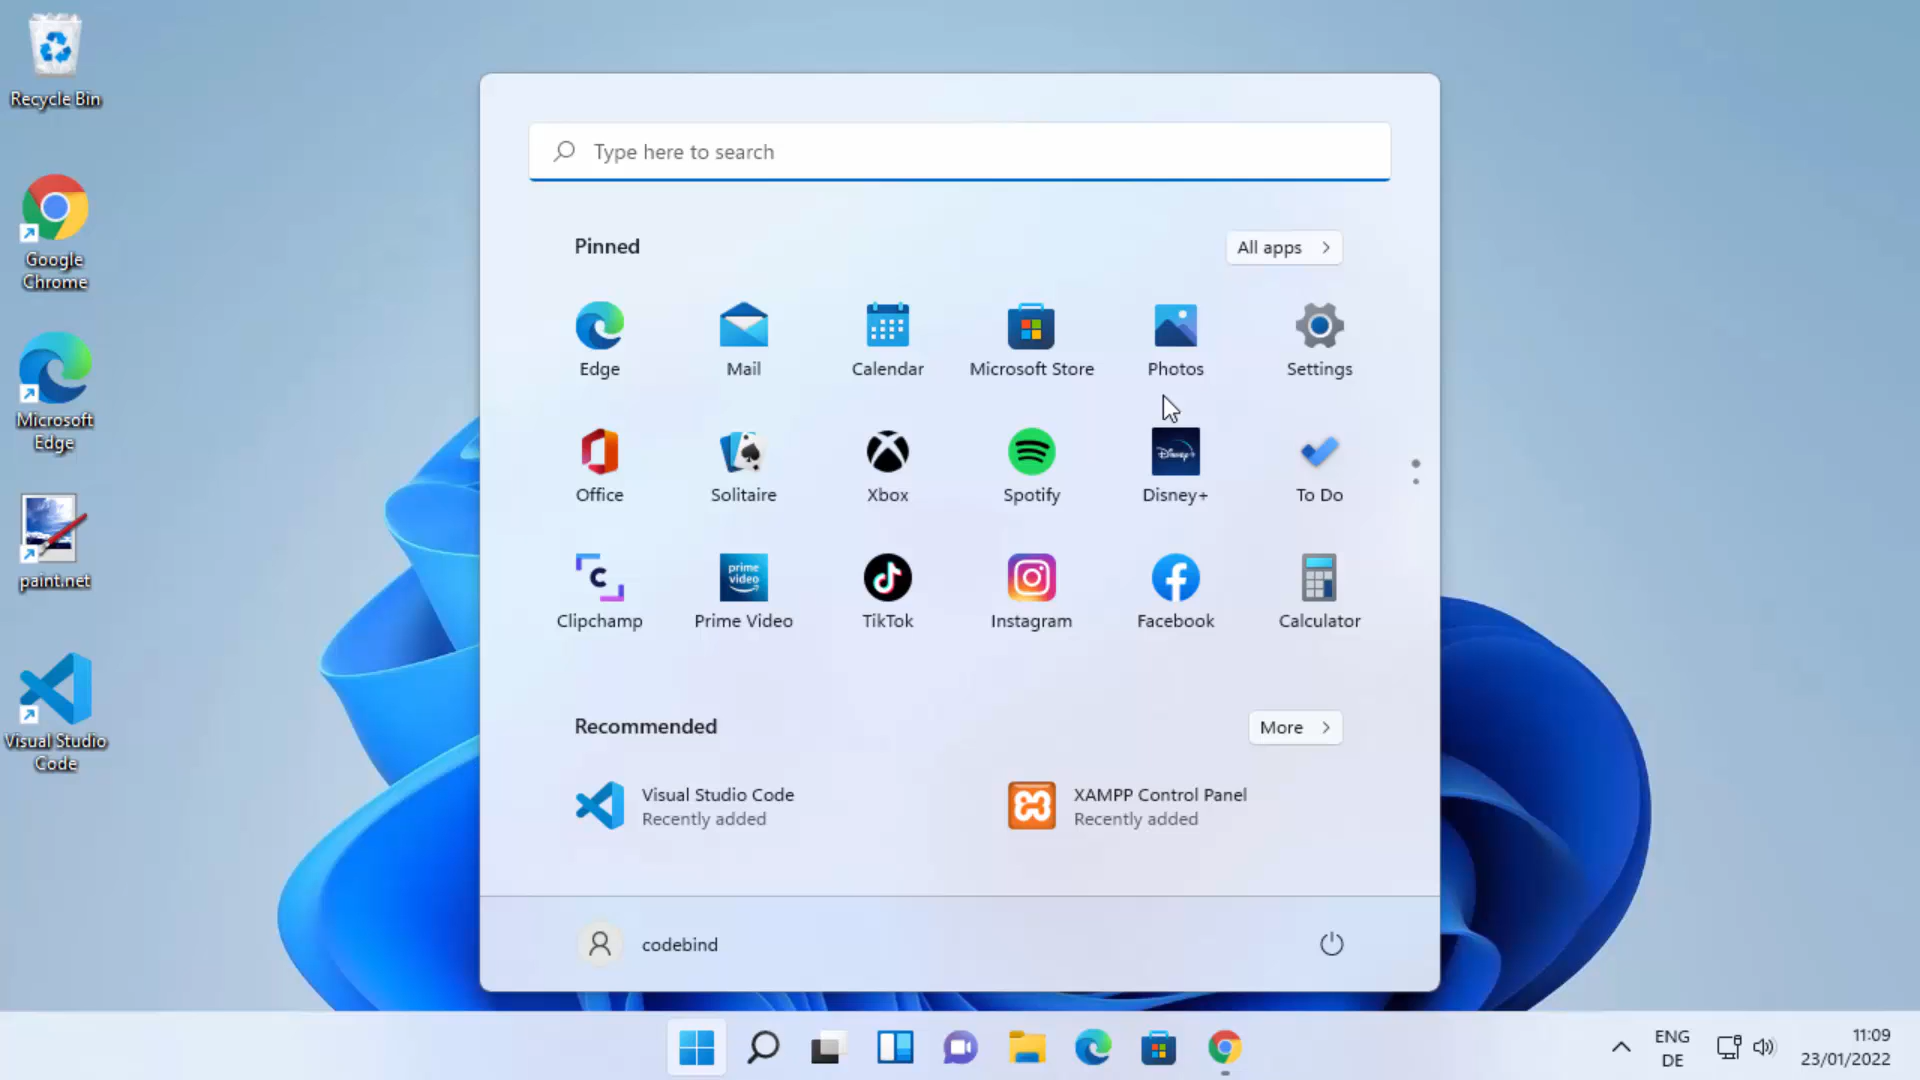 Recycle Bin
Google
Chrome
Microsoft
Edge
paint.net
Visual Studio
Code
Type here to search
Pinned
All apps
Edge
Mail
Calendar
Microsoft Store
Photos
Settings
Office
Solitaire
Xbox
Spotify
Disney+
Disney+
To Do
C
prime
video
Clipchamp
Prime Video
TikTok
Instagram
Facebook
Calculator
Recommended
More
Visual Studio Code
Recently added
XAMPP Control Panel
Recently added
codebind
ENG
DE
11:09
23/01/2022